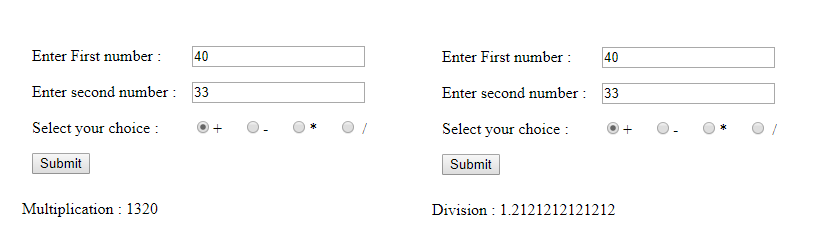 Enter First number : 40
Enter second number : 33
Select your choice : + - * /
Submit
Multiplication : 1320
Enter First number : 40
Enter second number : 33
Select your choice : + - * /
Submit
Division : 1.2121212121212